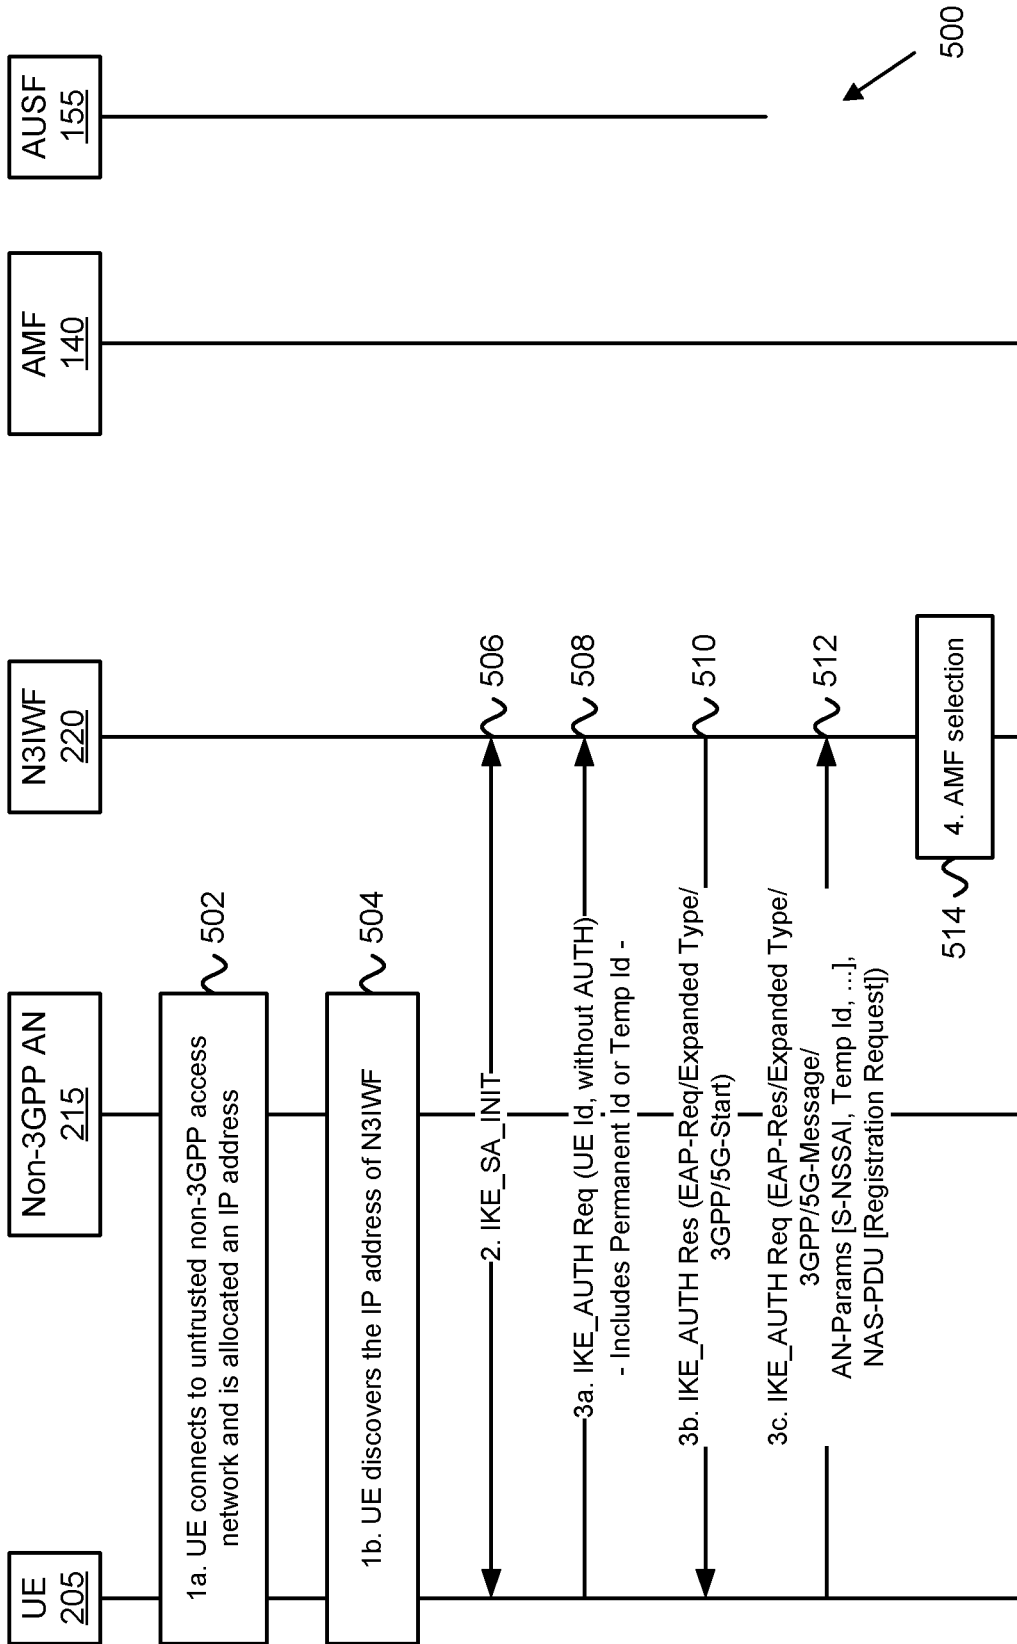 UE
205
Non-3GPP AN
215
N3IWF
220
AMF
140
AUSF
155
1a. UE connects to untrusted non-3GPP access
network and is allocated an IP address
502
1b. UE discovers the IP address of N3IWF
504
2. IKE_SA_INIT
506
3a. IKE_AUTH Req (UE Id, without AUTH)
- Includes Permanent Id or Temp Id -
508
3b. IKE_AUTH Res (EAP-Req/Expanded Type/
3GPP/5G-Start)
510
3c. IKE_AUTH Req (EAP-Res/Expanded Type/
3GPP/5G-Message/
AN-Params [S-NSSAI, Temp Id, ...],
NAS-PDU [Registration Request])
512
4. AMF selection
514
500